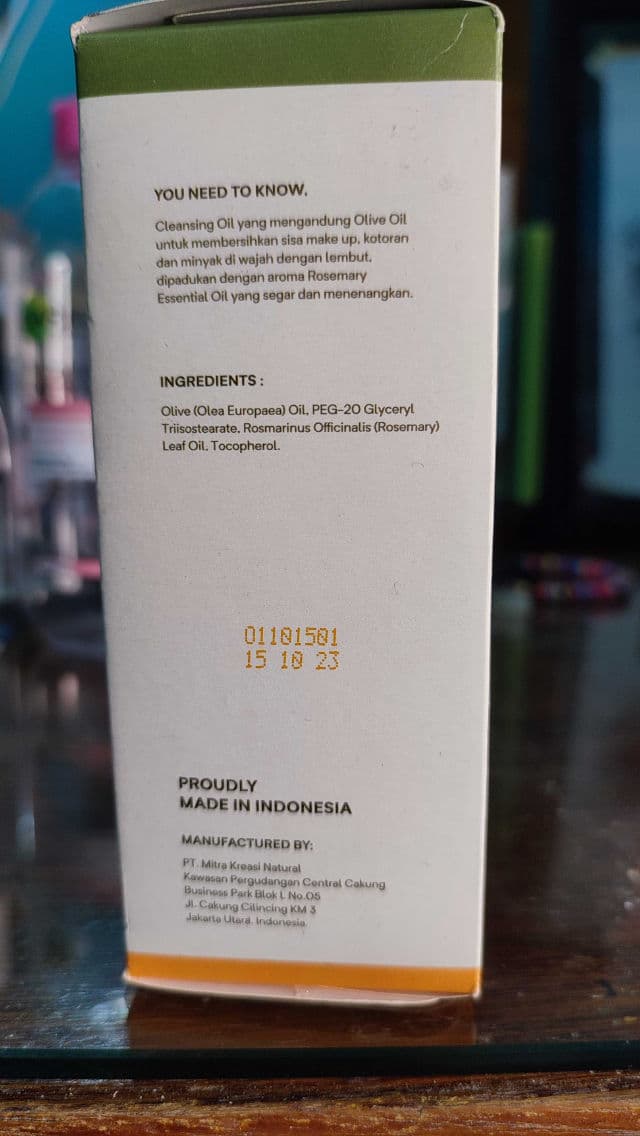 YOU NEED TO KNOW.
Cleansing Oil yang mengandung Olive Oil
untuk membersihkan sisa make up, kotoran
dan minyak di wajah dengan lembut,
dipadukan dengan aroma Rosemary
Essential Oil yang segar dan menenangkan.
INGREDIENTS :
Olive (Olea Europaea) Oil, PEG-20 Glyceryl
Triisostearate, Rosmarinus Officinalis (Rosemary)
Leaf Oil, Tocopherol.
01101501
15 10 23
PROUDLY
MADE IN INDONESIA
MANUFACTURED BY:
PT. Mitra Kreasi Natural
Kawasan Pergudangan Central Cakung
Business Park Blok L No.05
Jl. Cakung Cilincing KM 3
Jakarta Utara. Indonesia.